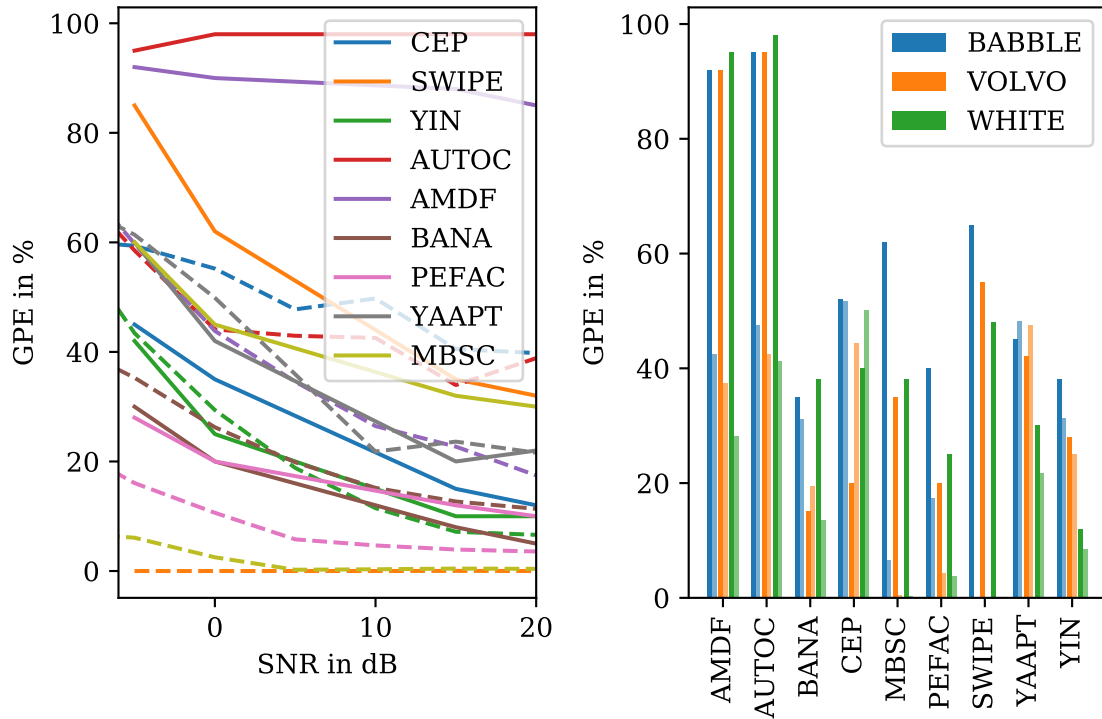 GPE in %
100
80
60
40
20
0
0
10
20
SNR in dB
CEP
SWIPE
YIN
AUTOC
AMDF
BANA
PEFAC
YAAPT
MBSC
GPE in %
100
80
60
40
20
0
AMDF
AUTOC
BANA
CEP
MBSC
PEFAC
SWIPE
YAAPT
YIN
BABBLE
VOLVO
WHITE